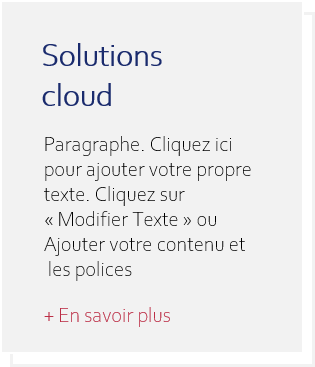 Solutions
cloud
Paragraphe. Cliquez ici
pour ajouter votre propre
texte. Cliquez sur
« Modifier Texte » ou
Ajouter votre contenu et
les polices
+ En savoir plus